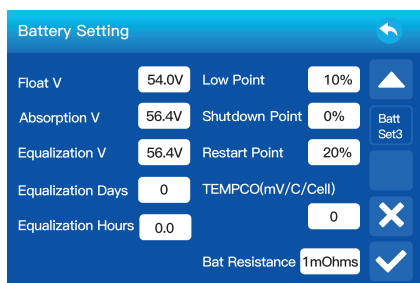 Battery Setting
Float V 54.0V Low Point 10%
Absorption V 56.4V Shutdown Point 0% Batt
Set3
Equalization V 56.4V Restart Point 20%
Equalization Days 0 TEMPCO(mV/C/Cell)
Equalization Hours 0.0 0
Bat Resistance 1mOhms